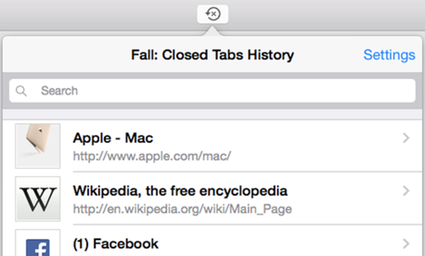 Fall: Closed Tabs History
Settings
Search
Apple - Mac
http://www.apple.com/mac/
W
Wikipedia, the free encyclopedia
http://en.wikipedia.org/wiki/Main_Page
f
(1) Facebook